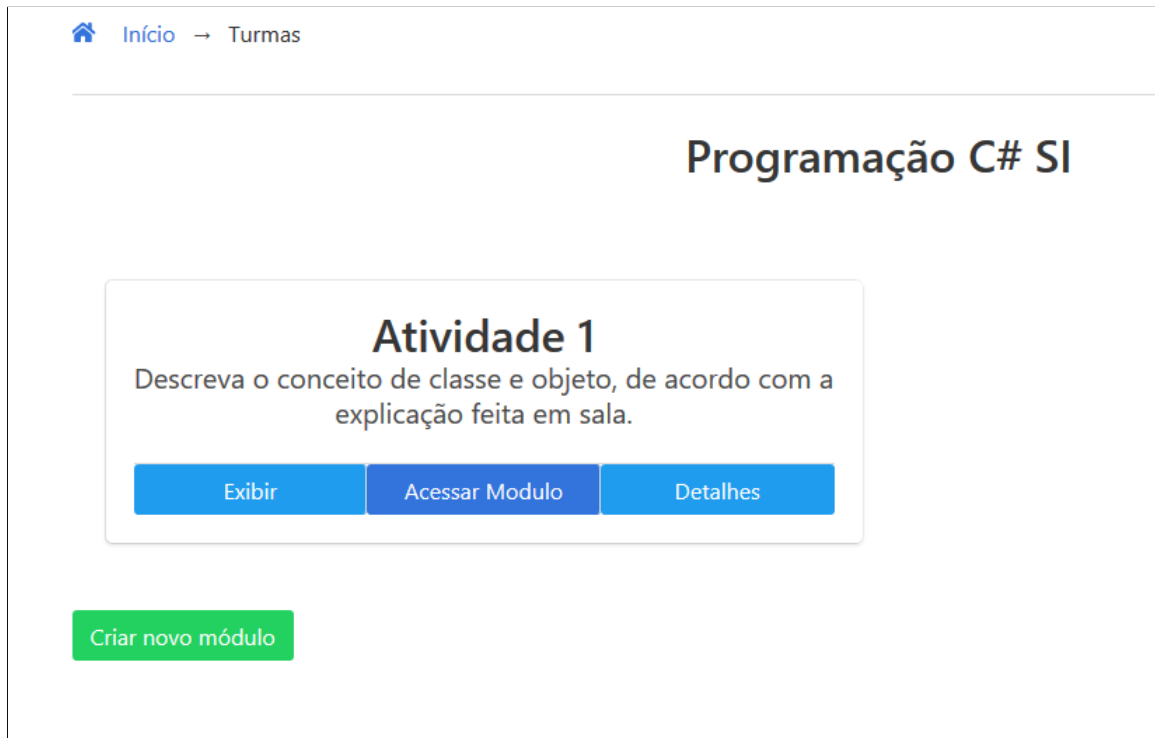 Início → Turmas
Programação C# SI
Atividade 1
Descreva o conceito de classe e objeto, de acordo com a
explicação feita em sala.
Exibir Acessar Modulo Detalhes
Criar novo módulo